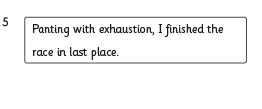 5
Panting with exhaustion, I finished the
race in last place.